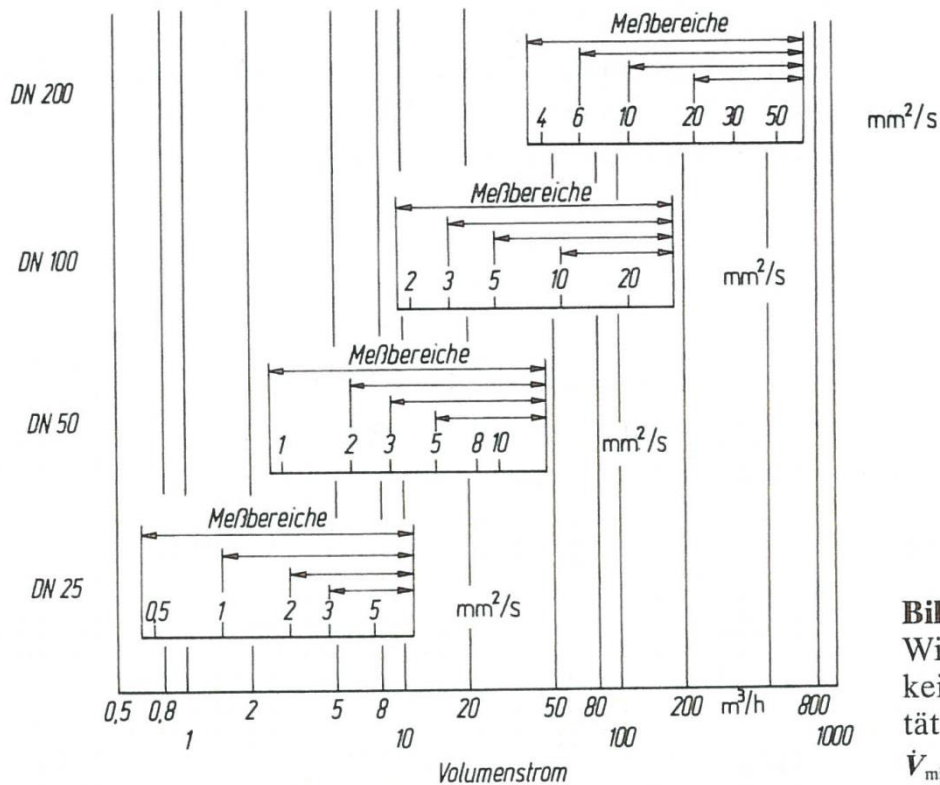 Meßbereiche
DN 200
4 6 10 20 30 50 mm²/s
Meßbereiche
DN 100
2 3 5 10 20 mm²/s
Meßbereiche
DN 50
1 2 3 5 8 10 mm²/s
Meßbereiche
DN 25
0,5 1 2 3 5 mm²/s
0,5 0,8 2 5 8 20 50 80 200 m³/h 800
1 10 100 1000
Volumenstrom
Bil
Wi
kei
tät
V̇m